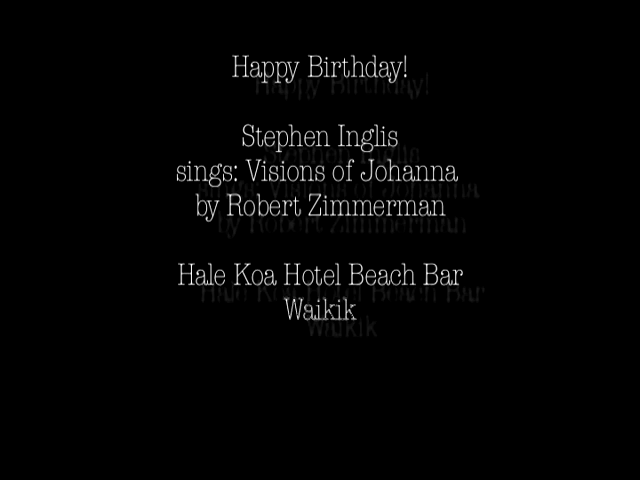 Happy Birthday!
Stephen Inglis
sings: Visions of Johanna
by Robert Zimmerman
Hale Koa Hotel Beach Bar
Waikik